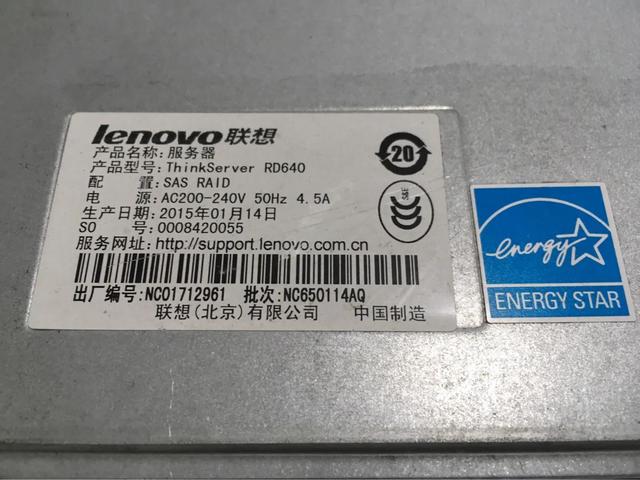 lenovo联想
产品名称:服务器
产品型号:ThinkServer RD640
配 置:SAS RAID
电 源:AC200-240V 50Hz 4.5A
生产日期:2015年01月14日
SO 号:0008420055
服务网址:http://support.lenovo.com.cn
出厂编号:NC01712961 批次:NC650114AQ
联想(北京)有限公司 中国制造
20
S&E
energy
ENERGY STAR